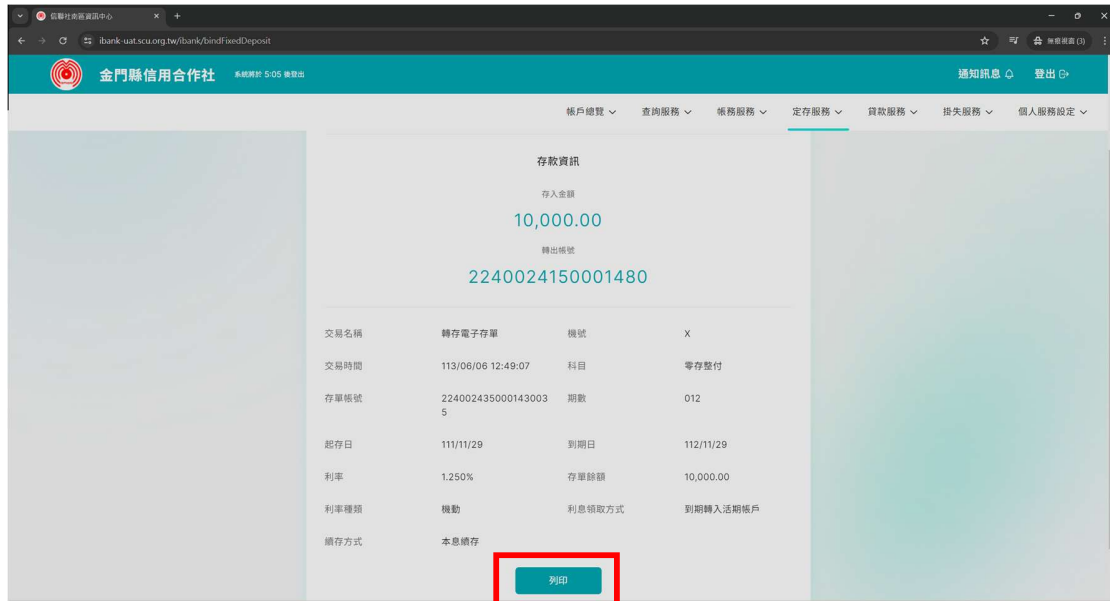 信聯社南區資訊中心
ibank-uat.scu.org.tw/ibank/bindFixedDeposit
無痕視窗 (3)
金門縣信用合作社 系統將於 5:05 後登出 通知訊息 登出
帳戶總覽 查詢服務 帳務服務 定存服務 貸款服務 掛失服務 個人服務設定
存款資訊
存入金額
10,000.00
轉出帳號
2240024150001480
交易名稱 轉存電子存單 機號 X
交易時間 113/06/06 12:49:07 科目 零存整付
存單帳號 224002435000143003 期數 012
5
起存日 111/11/29 到期日 112/11/29
利率 1.250% 存單餘額 10,000.00
利率種類 機動 利息領取方式 到期轉入活期帳戶
續存方式 本息續存
列印